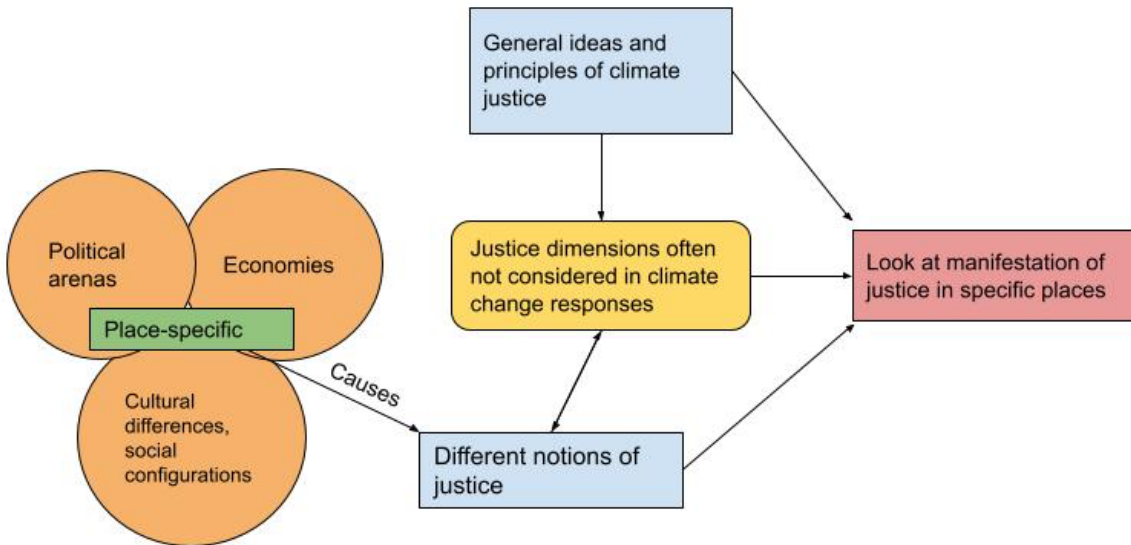 General ideas and
principles of climate
justice
Political
arenas
Economies
Place-specific
Cultural
differences,
social
configurations
Causes
Justice dimensions often
not considered in climate
change responses
Different notions of
justice
Look at manifestation of
justice in specific places